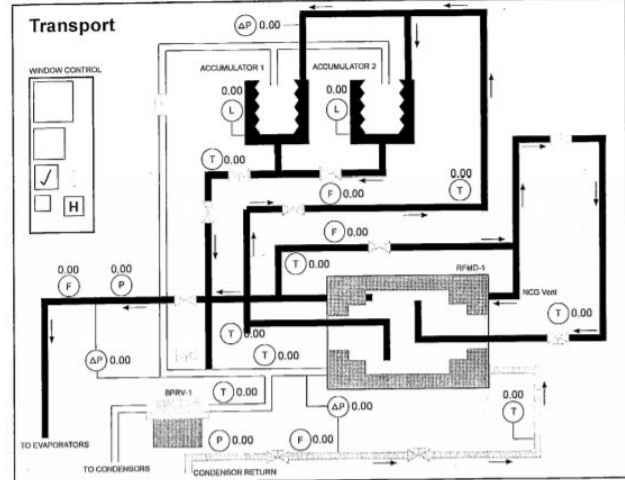 Transport
ΔP 0.00
WINDOW CONTROL
ACCUMULATOR 1
ACCUMULATOR 2
0.00
L
0.00
L
H
T 0.00
F
0.00
0.00
T
F 0.00
T 0.00
RFMD-1
0.00
F
0.00
P
NCG Vent
T 0.00
T 0.00
T 0.00
ΔP 0.00
BPRV-1
T 0.00
ΔP 0.00
0.00
T
TO EVAPORATORS
P 0.00
F 0.00
TO CONDENSORS
CONDENSOR RETURN